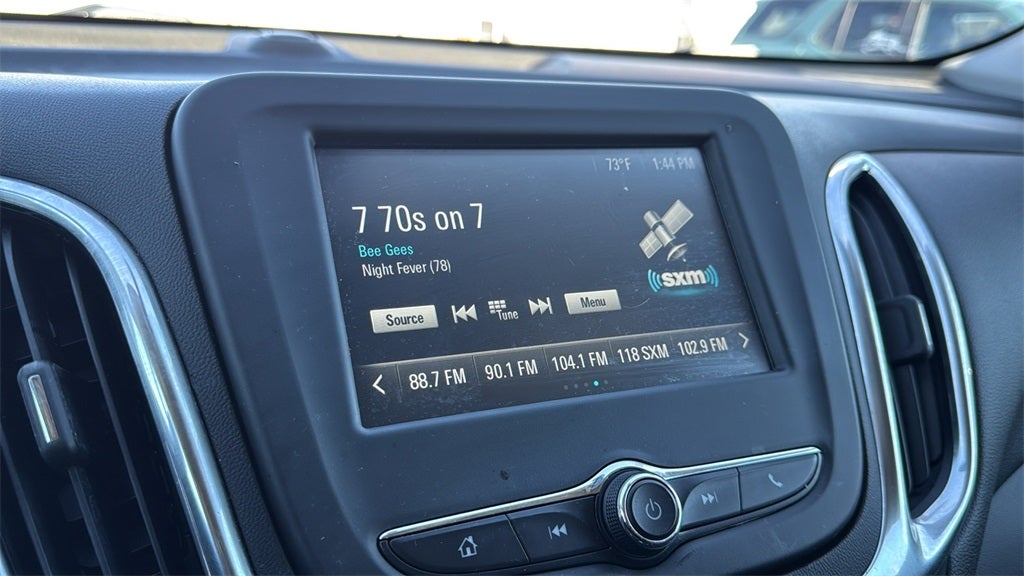 73°F 1:44 PM
7 70s on 7
Bee Gees
Night Fever (78)
sxm
Source Tune Menu
88.7 FM 90.1 FM 104.1 FM 118 SXM 102.9 FM